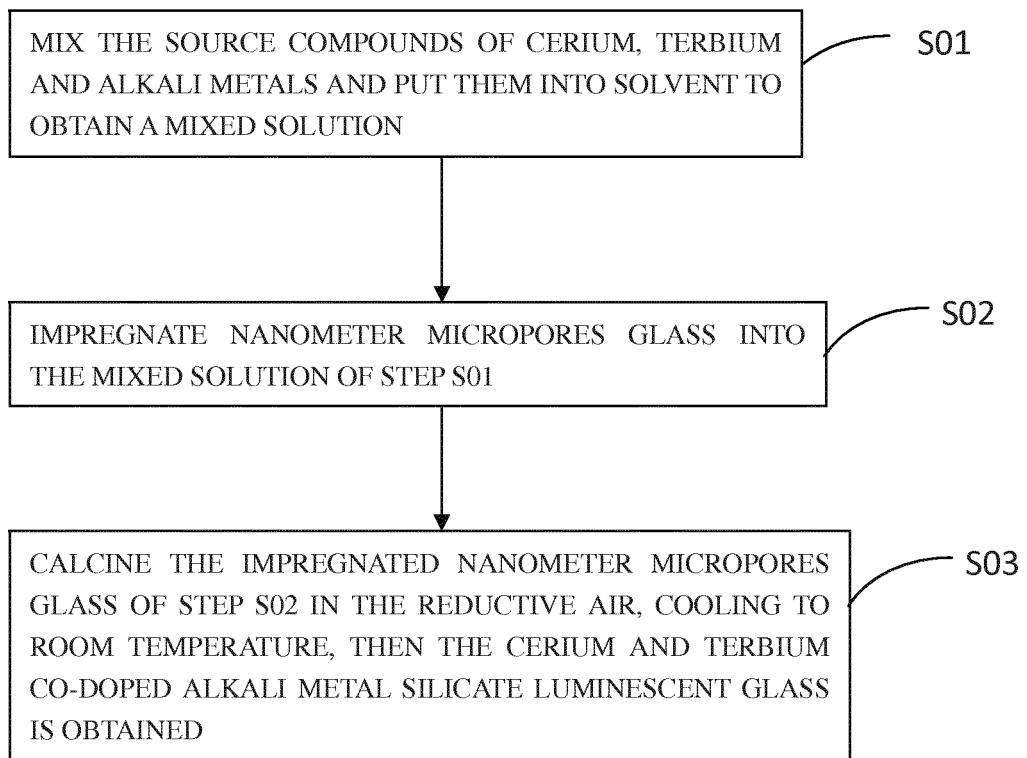 MIX THE SOURCE COMPOUNDS OF CERIUM, TERBIUM
AND ALKALI METALS AND PUT THEM INTO SOLVENT TO
OBTAIN A MIXED SOLUTION
S01
IMPREGNATE NANOMETER MICROPORES GLASS INTO
THE MIXED SOLUTION OF STEP S01
S02
CALCINE THE IMPREGNATED NANOMETER MICROPORES
GLASS OF STEP S02 IN THE REDUCTIVE AIR, COOLING TO
ROOM TEMPERATURE, THEN THE CERIUM AND TERBIUM
CO-DOPED ALKALI METAL SILICATE LUMINESCENT GLASS
IS OBTAINED
S03